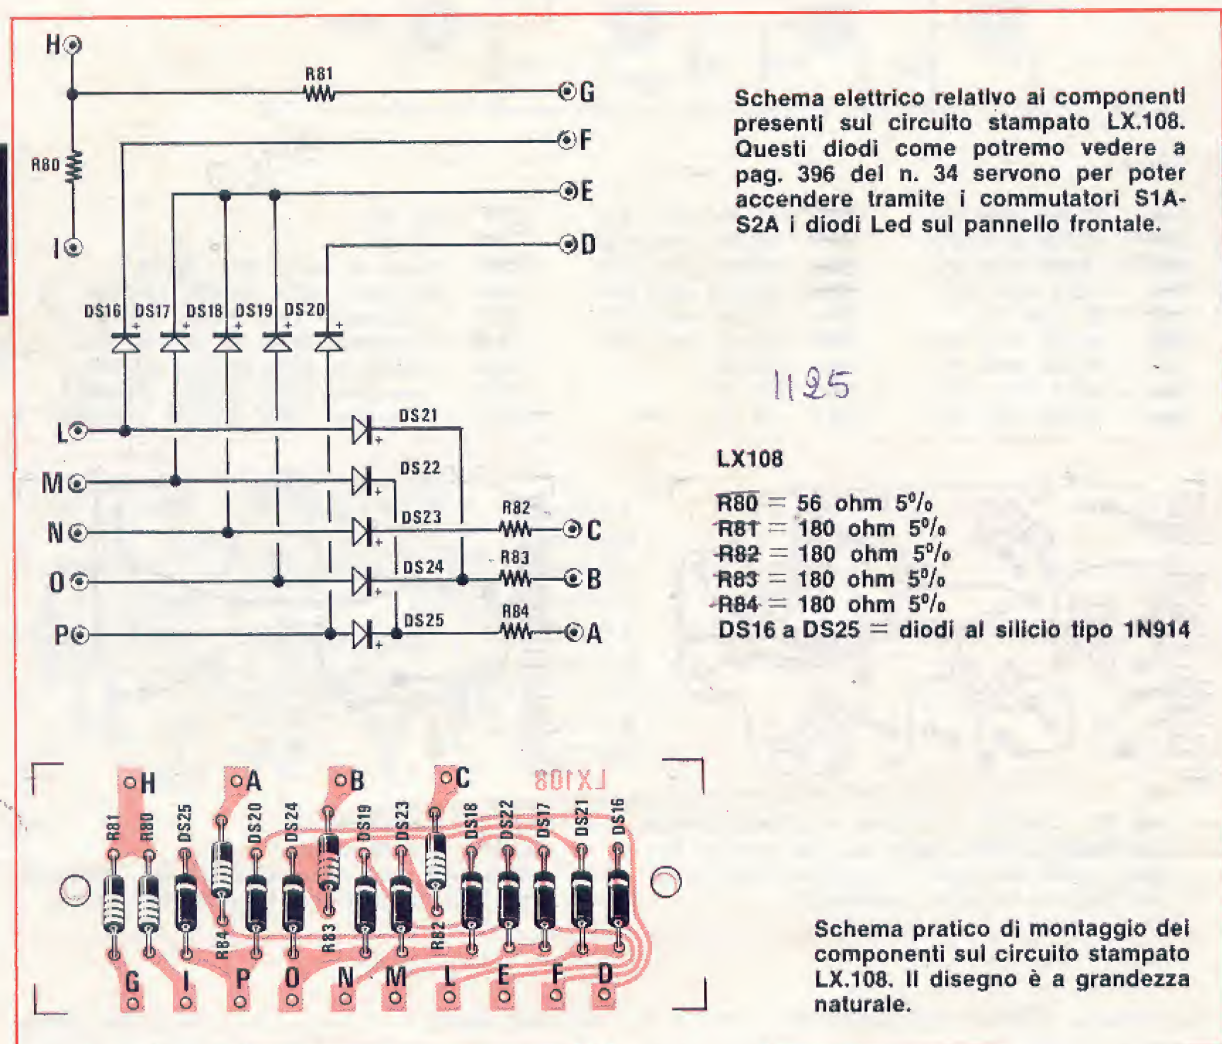 H
R81
G
F
R80
E
I
D
DS16 DS17 DS18 DS19 DS20
+ + + + +
L
DS21
+
M
DS22
+
N
DS23
+
R82
C
O
DS24
+
R83
B
P
DS25
+
R84
A
Schema elettrico relativo ai componenti
presenti sul circuito stampato LX.108.
Questi diodi come potremo vedere a
pag. 396 del n. 34 servono per poter
accendere tramite i commutatori S1A-
S2A i diodi Led sul pannello frontale.
1125
LX108
R80 = 56 ohm 5%
R81 = 180 ohm 5%
R82 = 180 ohm 5%
R83 = 180 ohm 5%
R84 = 180 ohm 5%
DS16 a DS25 = diodi al silicio tipo 1N914
H A B C LX108
R81 R80 DS25 DS20 DS24 DS19 DS23 DS18 DS22 DS17 DS21 DS16
R84 R83 R82
G I P O N M L E F D
Schema pratico di montaggio dei
componenti sul circuito stampato
LX.108. Il disegno è a grandezza
naturale.